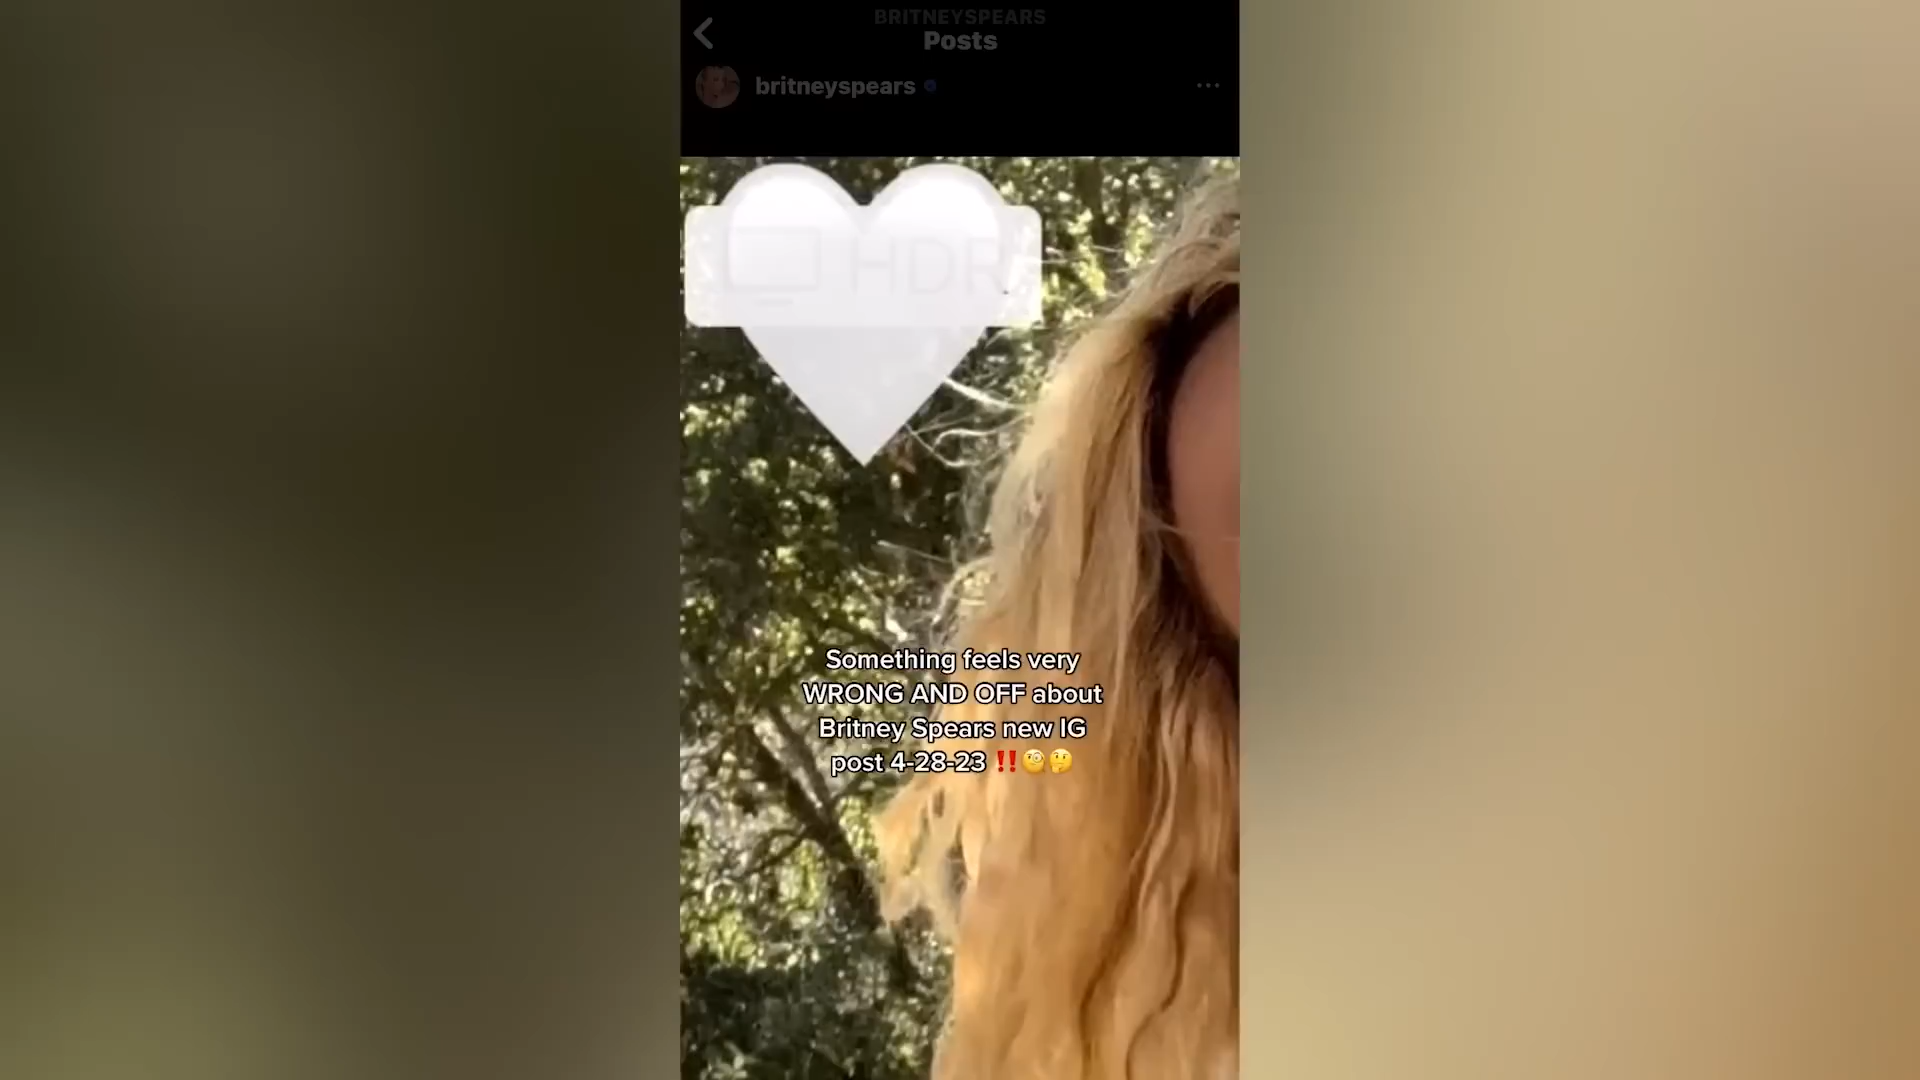 BRITNEYSPEARS
Posts
britneyspears
HDR
Something feels very
WRONG AND OFF about
Britney Spears new IG
post 4-28-23 ‼️🧐🤔